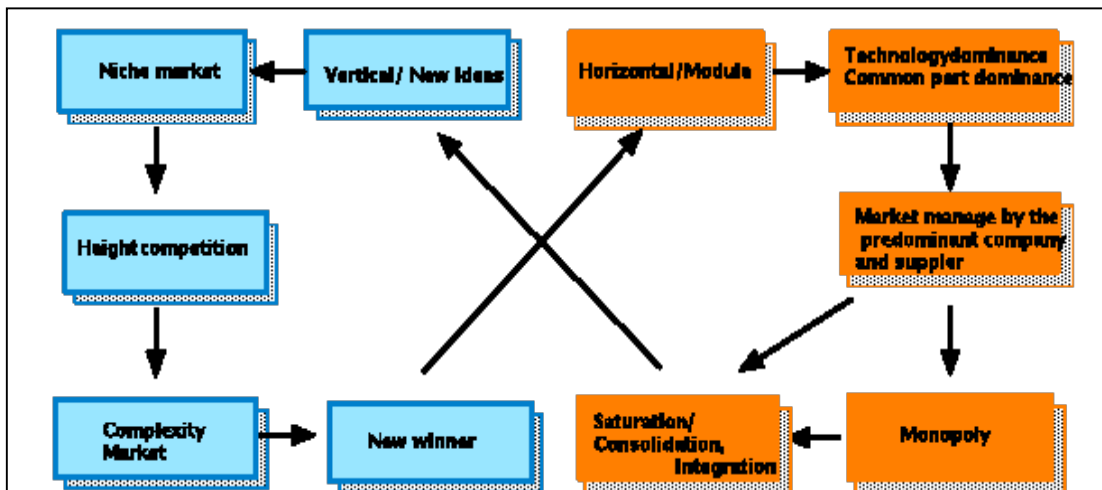 Niche market
Vertical/ New Ideas
Horizontal/Module
Technologydominance
Common part dominance
Height competition
Market manage by the
predominant company
and suppler
Complexity
Market
New winner
Saturation/
Consolidation,
Integration
Monopoly